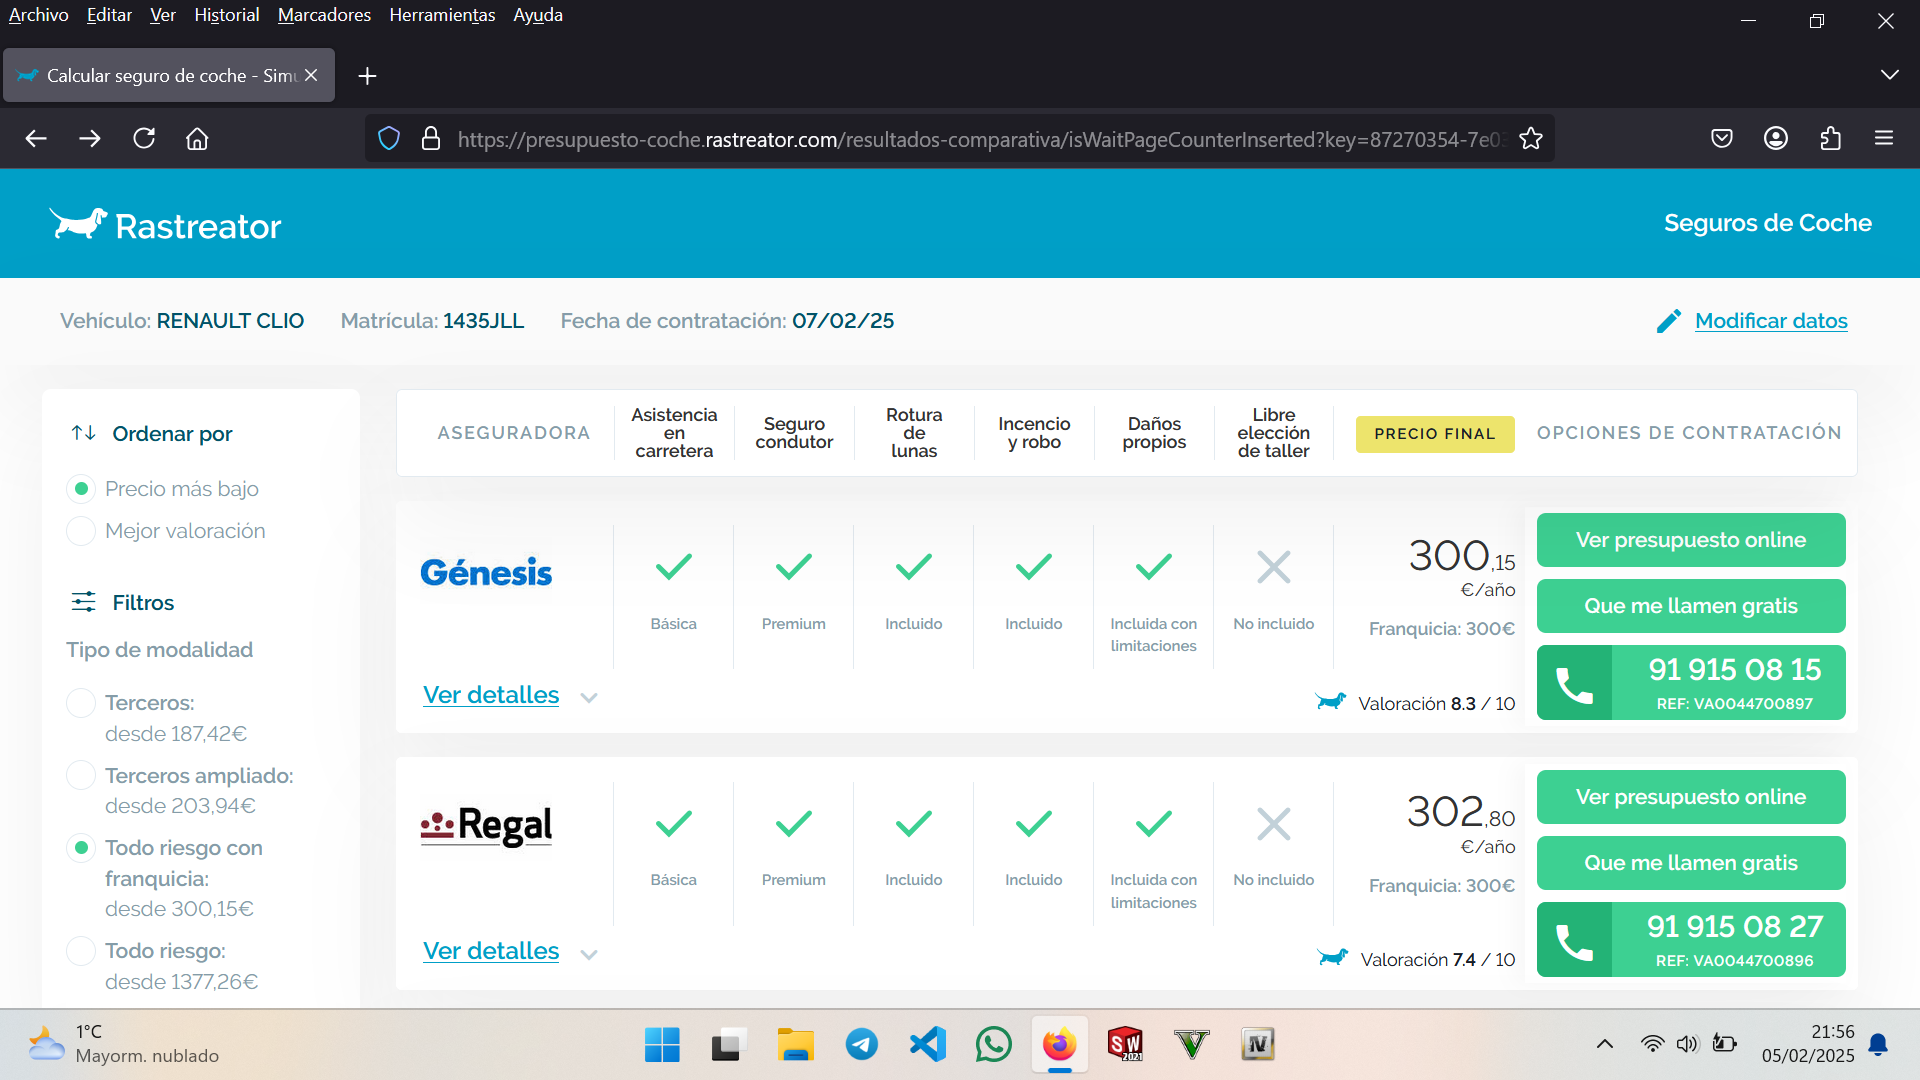 Archivo Editar Ver Historial Marcadores Herramientas Ayuda
Calcular seguro de coche - Simu
https://presupuesto-coche.rastreator.com/resultados-comparativa/isWaitPageCounterInserted?key=87270354-7e03
Rastreator
Seguros de Coche
Vehículo: RENAULT CLIO Matrícula: 1435JLL Fecha de contratación: 07/02/25
Modificar datos
Ordenar por
Precio más bajo
Mejor valoración
Filtros
Tipo de modalidad
Terceros:
desde 187,42€
Terceros ampliado:
desde 203,94€
Todo riesgo con
franquicia:
desde 300,15€
Todo riesgo:
desde 1377,26€
ASEGURADORA
Asistencia
en
carretera
Seguro
condutor
Rotura
de
lunas
Incencio
y robo
Daños
propios
Libre
elección
de taller
PRECIO FINAL
OPCIONES DE CONTRATACIÓN
Génesis
Básica
Premium
Incluido
Incluido
Incluida con
limitaciones
No incluido
300,15
€/año
Franquicia: 300€
Ver detalles
Valoración 8.3 / 10
Ver presupuesto online
Que me llamen gratis
91 915 08 15
REF: VA0044700897
Regal
Básica
Premium
Incluido
Incluido
Incluida con
limitaciones
No incluido
302,80
€/año
Franquicia: 300€
Ver detalles
Valoración 7.4 / 10
Ver presupuesto online
Que me llamen gratis
91 915 08 27
REF: VA0044700896
1°C
Mayorm. nublado
SW
2021
V
IV
21:56
05/02/2025